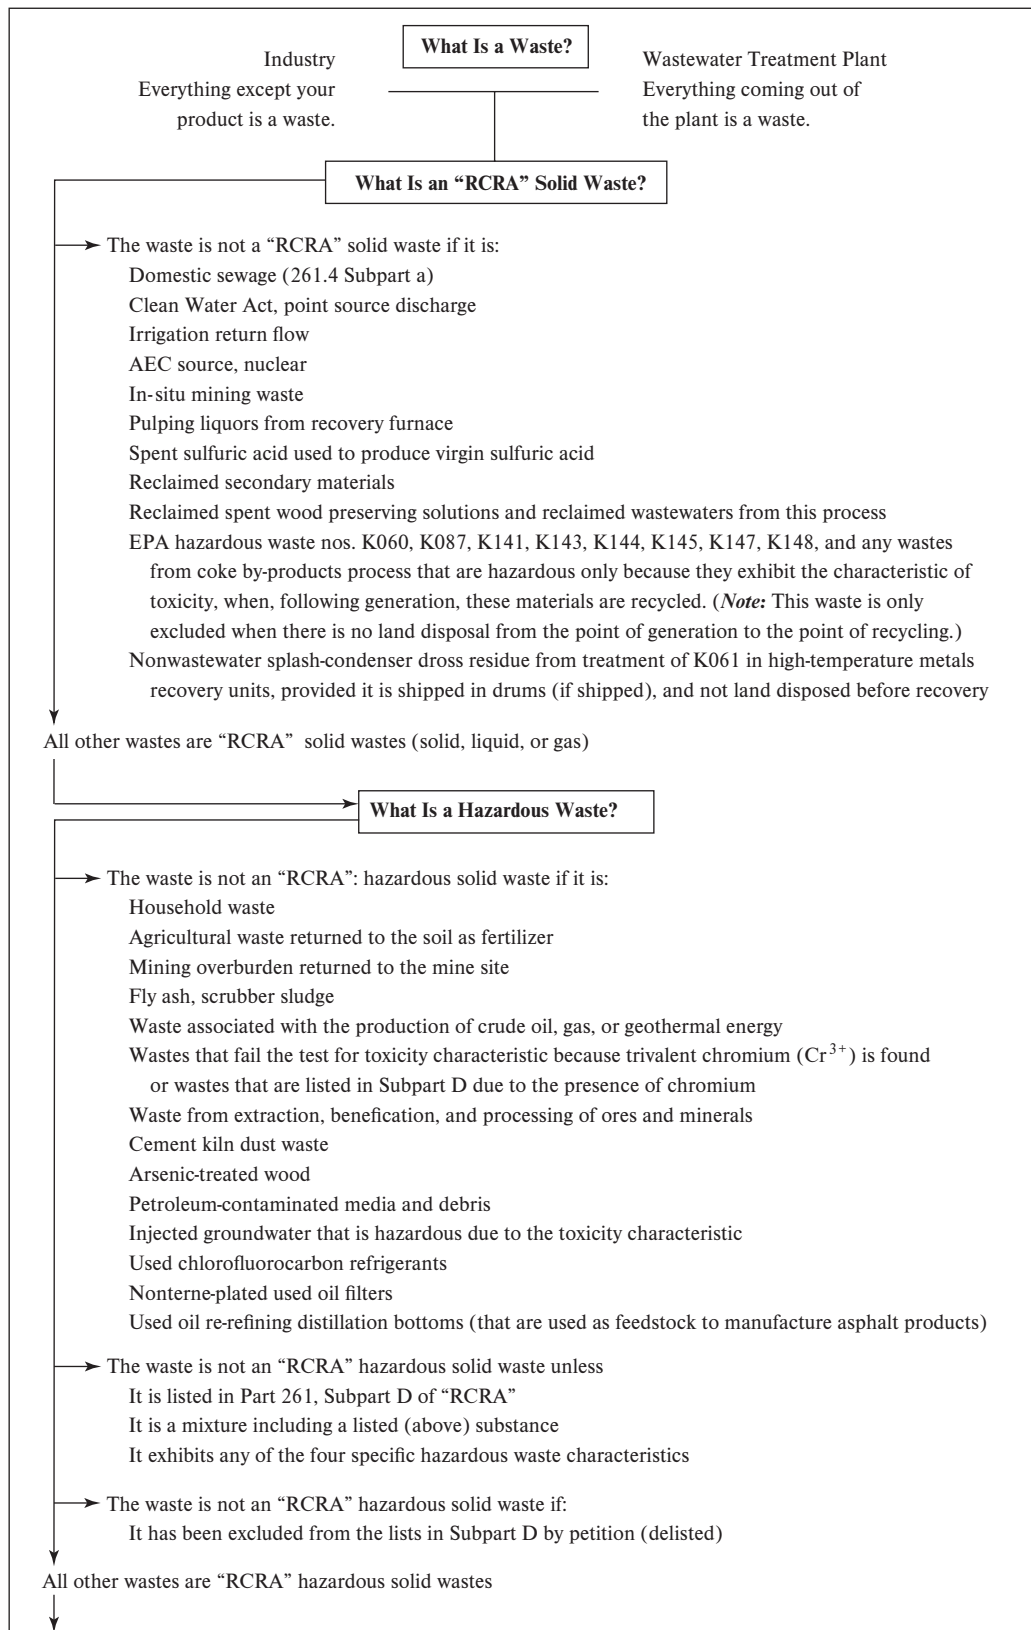 What Is a Waste?
Industry
Everything except your
product is a waste.
Wastewater Treatment Plant
Everything coming out of
the plant is a waste.
What Is an “RCRA” Solid Waste?
The waste is not a “RCRA” solid waste if it is:
Domestic sewage (261.4 Subpart a)
Clean Water Act, point source discharge
Irrigation return flow
AEC source, nuclear
In-situ mining waste
Pulping liquors from recovery furnace
Spent sulfuric acid used to produce virgin sulfuric acid
Reclaimed secondary materials
Reclaimed spent wood preserving solutions and reclaimed wastewaters from this process
EPA hazardous waste nos. K060, K087, K141, K143, K144, K145, K147, K148, and any wastes
from coke by-products process that are hazardous only because they exhibit the characteristic of
toxicity, when, following generation, these materials are recycled. (Note: This waste is only
excluded when there is no land disposal from the point of generation to the point of recycling.)
Nonwastewater splash-condenser dross residue from treatment of K061 in high-temperature metals
recovery units, provided it is shipped in drums (if shipped), and not land disposed before recovery
All other wastes are “RCRA” solid wastes (solid, liquid, or gas)
What Is a Hazardous Waste?
The waste is not an “RCRA”: hazardous solid waste if it is:
Household waste
Agricultural waste returned to the soil as fertilizer
Mining overburden returned to the mine site
Fly ash, scrubber sludge
Waste associated with the production of crude oil, gas, or geothermal energy
Wastes that fail the test for toxicity characteristic because trivalent chromium (Cr³⁺) is found
or wastes that are listed in Subpart D due to the presence of chromium
Waste from extraction, benefication, and processing of ores and minerals
Cement kiln dust waste
Arsenic-treated wood
Petroleum-contaminated media and debris
Injected groundwater that is hazardous due to the toxicity characteristic
Used chlorofluorocarbon refrigerants
Nonterne-plated used oil filters
Used oil re-refining distillation bottoms (that are used as feedstock to manufacture asphalt products)
The waste is not an “RCRA” hazardous solid waste unless
It is listed in Part 261, Subpart D of “RCRA”
It is a mixture including a listed (above) substance
It exhibits any of the four specific hazardous waste characteristics
The waste is not an “RCRA” hazardous solid waste if:
It has been excluded from the lists in Subpart D by petition (delisted)
All other wastes are “RCRA” hazardous solid wastes